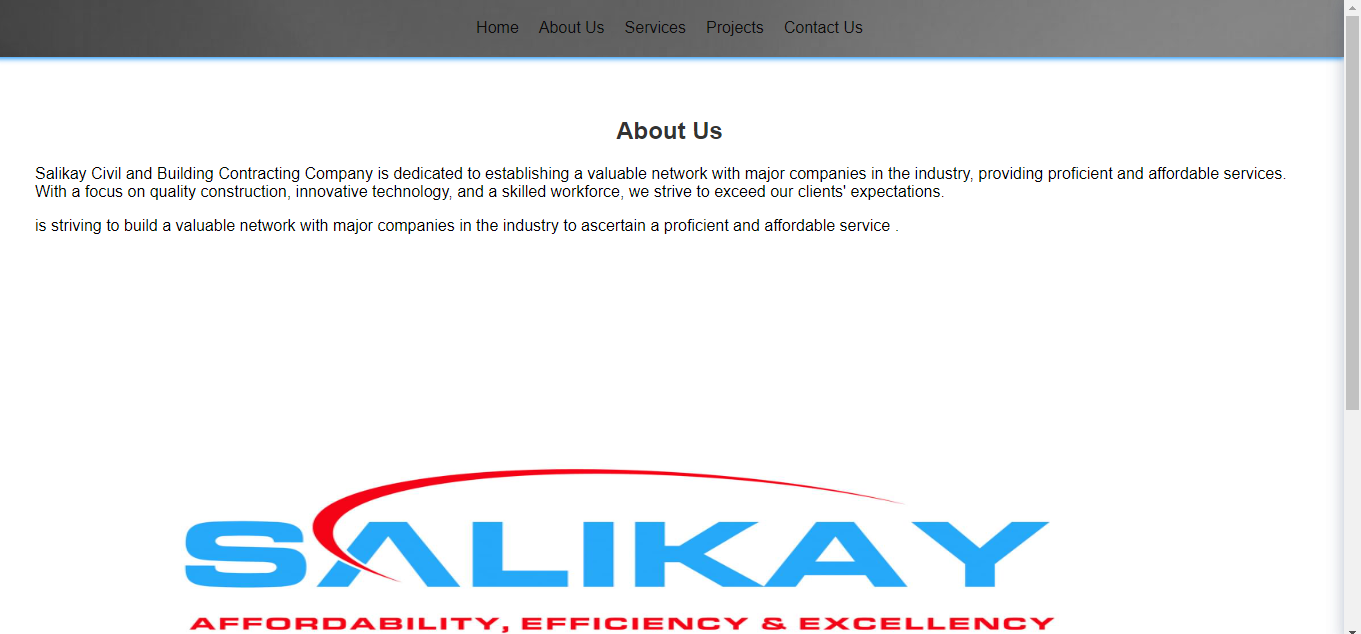 Home About Us Services Projects Contact Us
About Us
Salikay Civil and Building Contracting Company is dedicated to establishing a valuable network with major companies in the industry, providing proficient and affordable services.
With a focus on quality construction, innovative technology, and a skilled workforce, we strive to exceed our clients' expectations.
is striving to build a valuable network with major companies in the industry to ascertain a proficient and affordable service .
SALIKAY
AFFORDABILITY, EFFICIENCY & EXCELLENCY